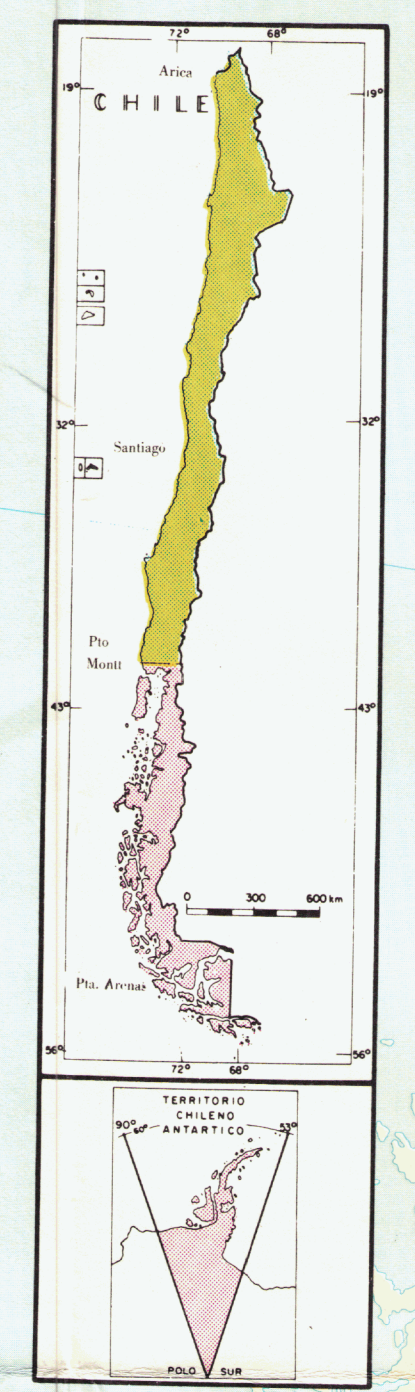 72° 68°
Arica
19° 19°
CHILE
32° 32°
Santiago
Pto
Montt
43° 43°
0 300 600 km
Pta. Arenas
56° 56°
72° 68°
TERRITORIO
CHILENO
ANTARTICO
90° 60° 53°
POLO SUR